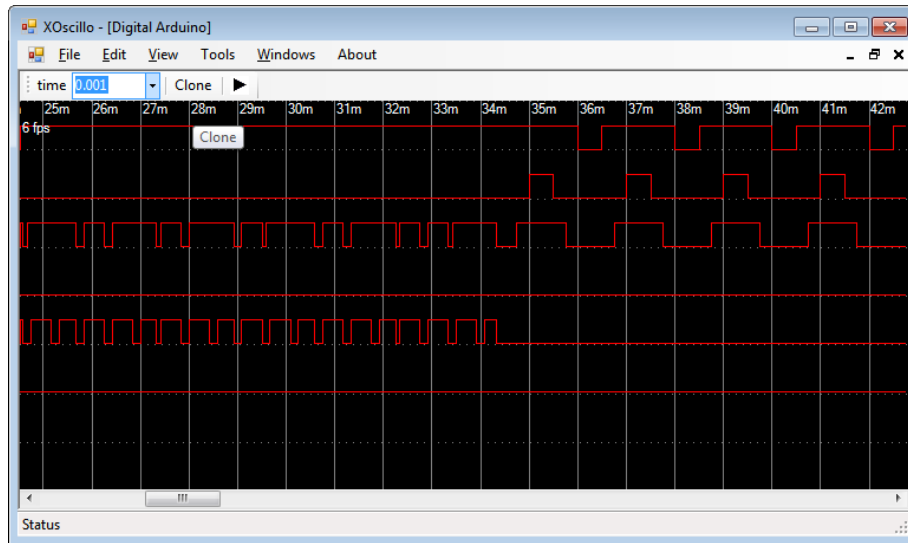 XOscillo - [Digital Arduino]
File Edit View Tools Windows About
time 0.001 Clone
25m 26m 27m 28m 29m 30m 31m 32m 33m 34m 35m 36m 37m 38m 39m 40m 41m 42m
6 fps
Clone
Status